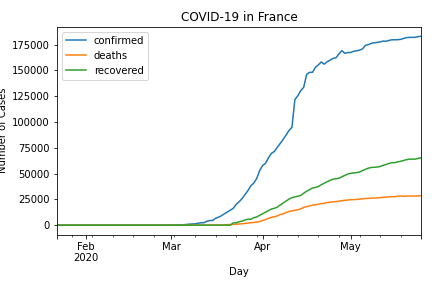 COVID-19 in France
confirmed
deaths
recovered
175000
150000
125000
100000
75000
50000
25000
0
Number of Cases
Feb
2020
Mar
Apr
May
Day